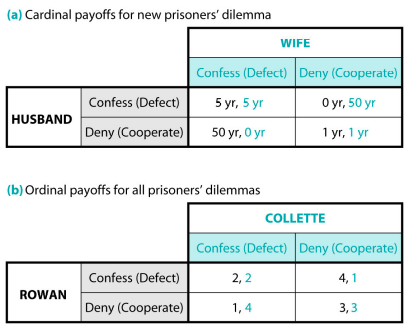 (a) Cardinal payoffs for new prisoners' dilemma
WIFE
Confess (Defect) Deny (Cooperate)
HUSBAND
Confess (Defect) 5 yr, 5 yr 0 yr, 50 yr
Deny (Cooperate) 50 yr, 0 yr 1 yr, 1 yr
(b) Ordinal payoffs for all prisoners' dilemmas
COLLETTE
Confess (Defect) Deny (Cooperate)
ROWAN
Confess (Defect) 2, 2 4, 1
Deny (Cooperate) 1, 4 3, 3